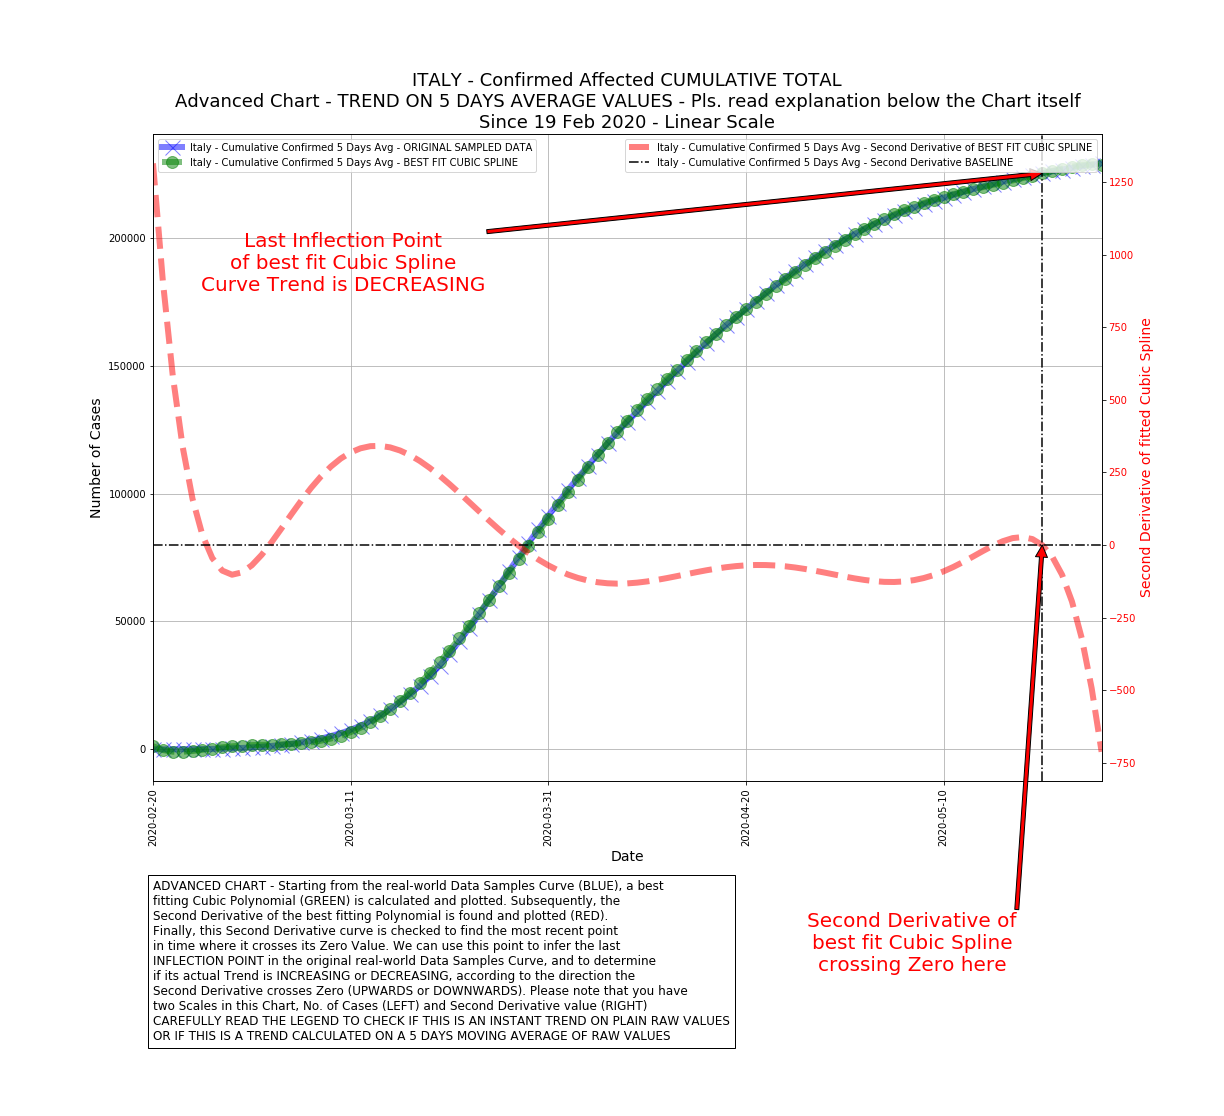 ITALY - Confirmed Affected CUMULATIVE TOTAL
Advanced Chart - TREND ON 5 DAYS AVERAGE VALUES - Pls. read explanation below the Chart itself
Since 19 Feb 2020 - Linear Scale
Italy - Cumulative Confirmed 5 Days Avg - ORIGINAL SAMPLED DATA
Italy - Cumulative Confirmed 5 Days Avg - BEST FIT CUBIC SPLINE
Italy - Cumulative Confirmed 5 Days Avg - Second Derivative of BEST FIT CUBIC SPLINE
Italy - Cumulative Confirmed 5 Days Avg - Second Derivative BASELINE
Last Inflection Point
of best fit Cubic Spline
Curve Trend is DECREASING
Number of Cases
200000
150000
100000
50000
0
1250
1000
750
500
250
0
−250
−500
−750
Second Derivative of fitted Cubic Spline
2020-02-20
2020-03-11
2020-03-31
2020-04-20
2020-05-10
Date
ADVANCED CHART - Starting from the real-world Data Samples Curve (BLUE), a best
fitting Cubic Polynomial (GREEN) is calculated and plotted. Subsequently, the
Second Derivative of the best fitting Polynomial is found and plotted (RED).
Finally, this Second Derivative curve is checked to find the most recent point
in time where it crosses its Zero Value. We can use this point to infer the last
INFLECTION POINT in the original real-world Data Samples Curve, and to determine
if its actual Trend is INCREASING or DECREASING, according to the direction the
Second Derivative crosses Zero (UPWARDS or DOWNWARDS). Please note that you have
two Scales in this Chart, No. of Cases (LEFT) and Second Derivative value (RIGHT)
CAREFULLY READ THE LEGEND TO CHECK IF THIS IS AN INSTANT TREND ON PLAIN RAW VALUES
OR IF THIS IS A TREND CALCULATED ON A 5 DAYS MOVING AVERAGE OF RAW VALUES
Second Derivative of
best fit Cubic Spline
crossing Zero here